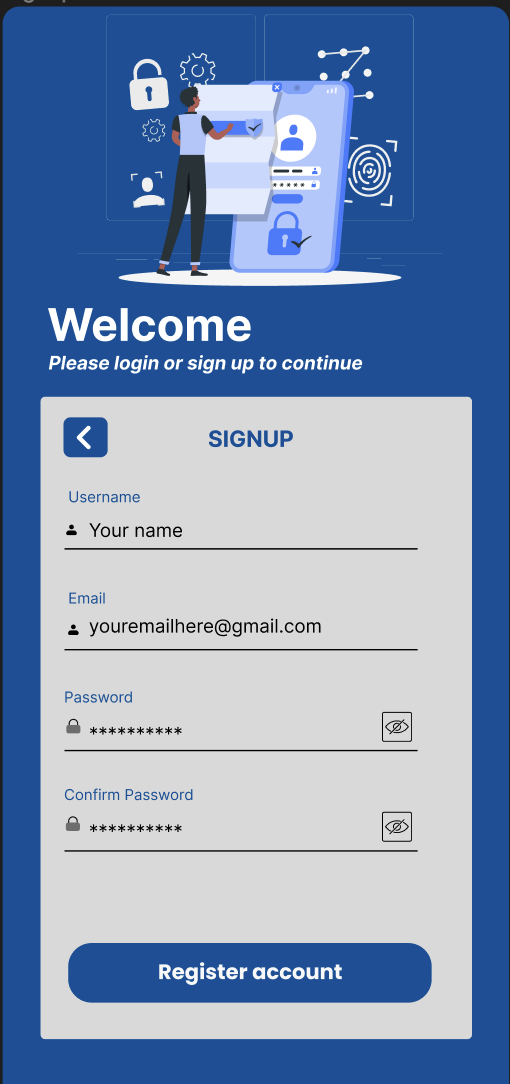 Welcome
Please login or sign up to continue
SIGNUP
Username
Your name
Email
youremailhere@gmail.com
Password
**********
Confirm Password
**********
Register account